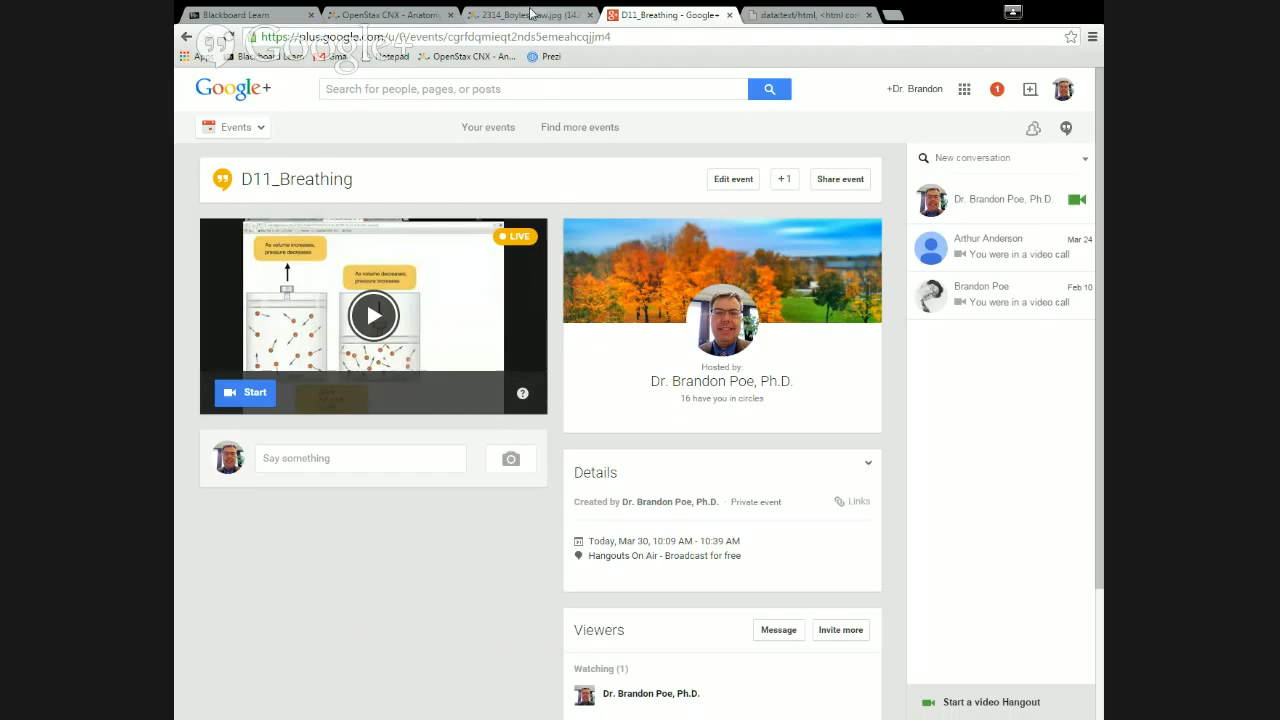 Blackboard Learn
OpenStax CNX - Anatomy
2314_Boyles_Law.jpg (14
D11_Breathing - Google+
data:text/html, <html con
https://plus.google.com/u/0/events/cgrfdqmieqt2nds5emeahcqjjm4
Google+
Apps
Blackboard Learn
Gmai
Notepad
OpenStax CNX - An...
Prezi
Google+
Search for people, pages, or posts
+Dr. Brandon
1
Events
Your events
Find more events
New conversation
D11_Breathing
Edit event
+1
Share event
Dr. Brandon Poe, Ph.D.
LIVE
As volume increases,
pressure decreases
As volume decreases,
pressure increases
Arthur Anderson
Mar 24
You were in a video call
Brandon Poe
Feb 10
You were in a video call
Hosted by:
Dr. Brandon Poe, Ph.D.
16 have you in circles
Start
?
Say something
Details
Created by Dr. Brandon Poe, Ph.D. · Private event
Links
Today, Mar 30, 10:09 AM - 10:39 AM
Hangouts On Air - Broadcast for free
Viewers
Message
Invite more
Watching (1)
Dr. Brandon Poe, Ph.D.
Start a video Hangout